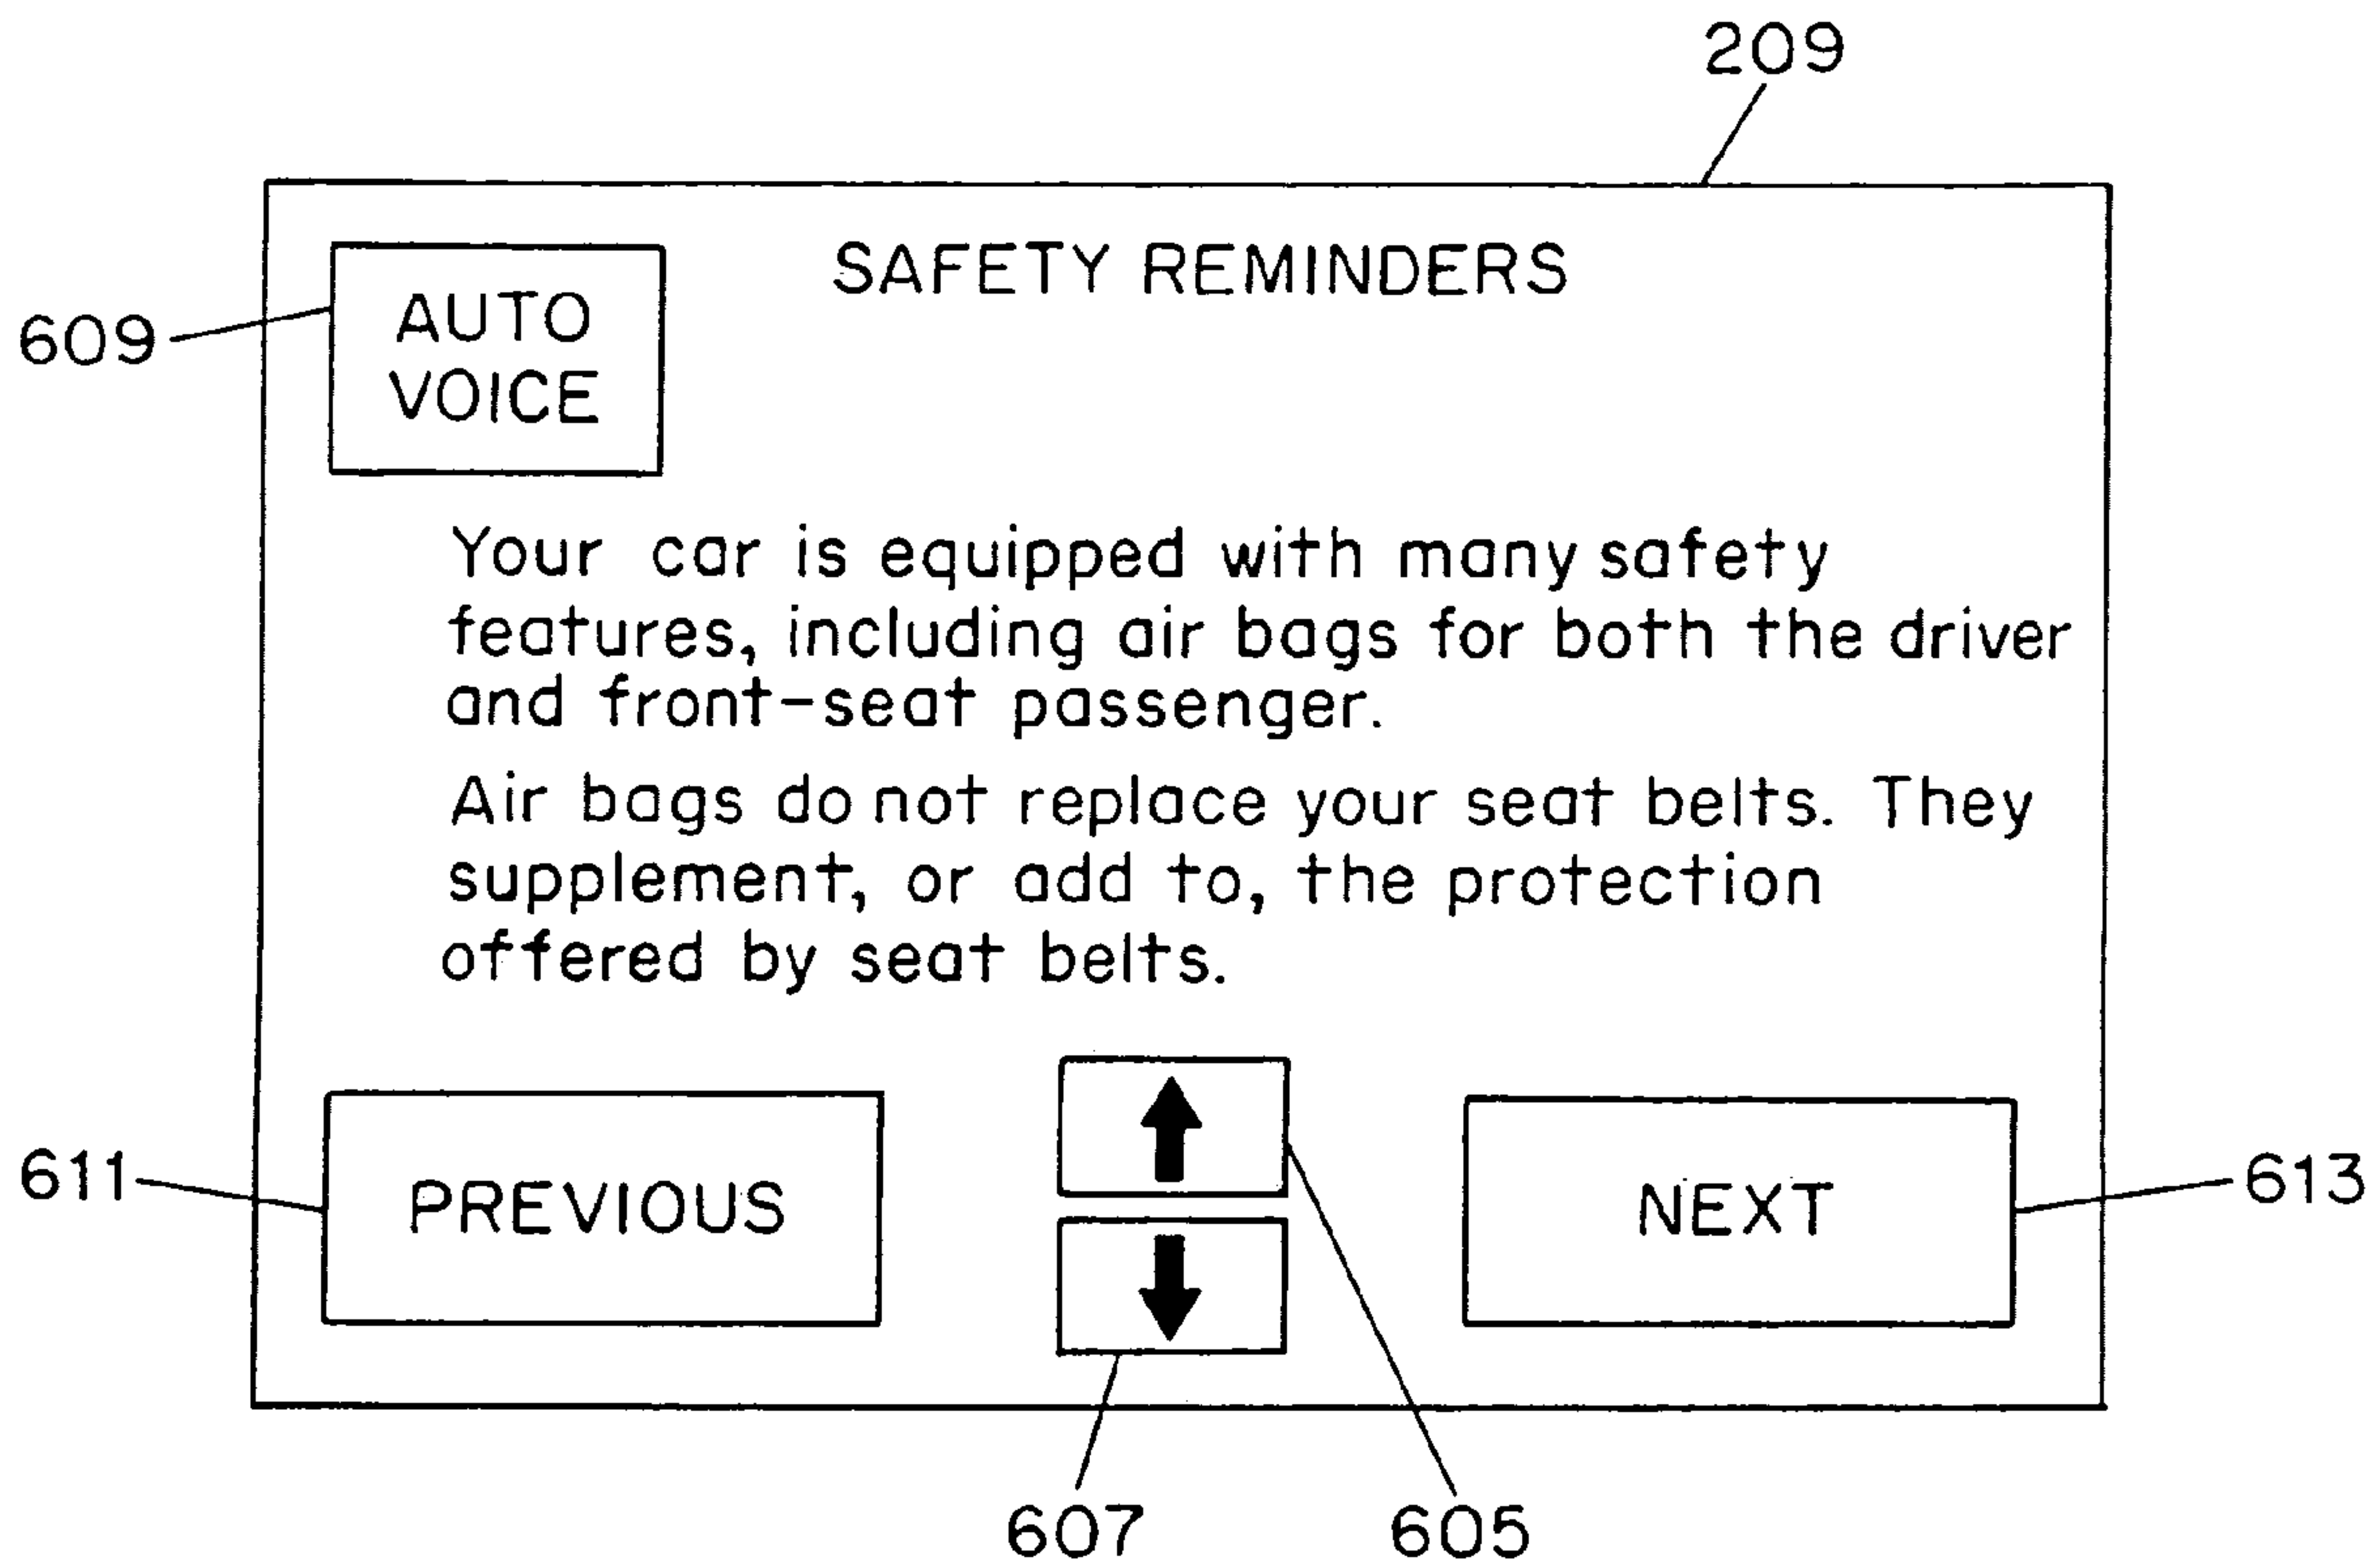 209
SAFETY REMINDERS
609
AUTO
VOICE
Your car is equipped with many safety
features, including air bags for both the driver
and front-seat passenger.
Air bags do not replace your seat belts. They
supplement, or add to, the protection
offered by seat belts.
611
PREVIOUS
NEXT
613
607
605